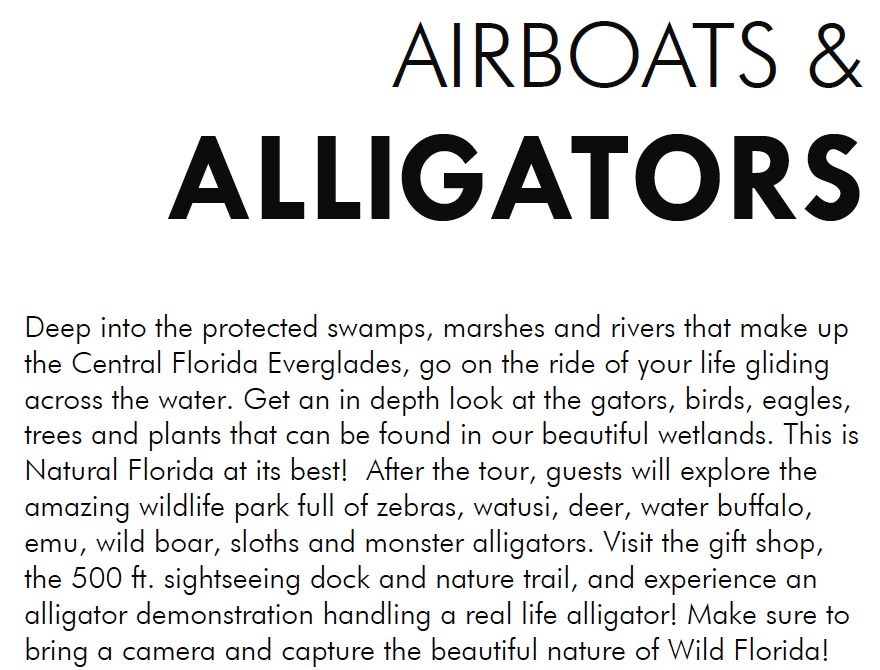 AIRBOATS &
ALLIGATORS
Deep into the protected swamps, marshes and rivers that make up
the Central Florida Everglades, go on the ride of your life gliding
across the water. Get an in depth look at the gators, birds, eagles,
trees and plants that can be found in our beautiful wetlands. This is
Natural Florida at its best!  After the tour, guests will explore the
amazing wildlife park full of zebras, watusi, deer, water buffalo,
emu, wild boar, sloths and monster alligators. Visit the gift shop,
the 500 ft. sightseeing dock and nature trail, and experience an
alligator demonstration handling a real life alligator! Make sure to
bring a camera and capture the beautiful nature of Wild Florida!